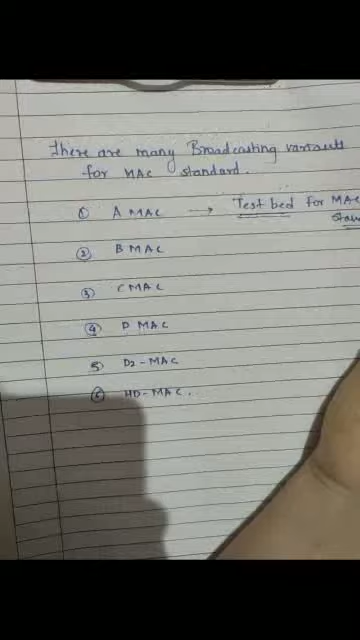 There are many Broadcasting variants
for MAC standard.
① A MAC → Test bed for MAC
② B MAC
③ C MAC
④ D MAC
⑤ D2 - MAC
⑥ HD - MAC.